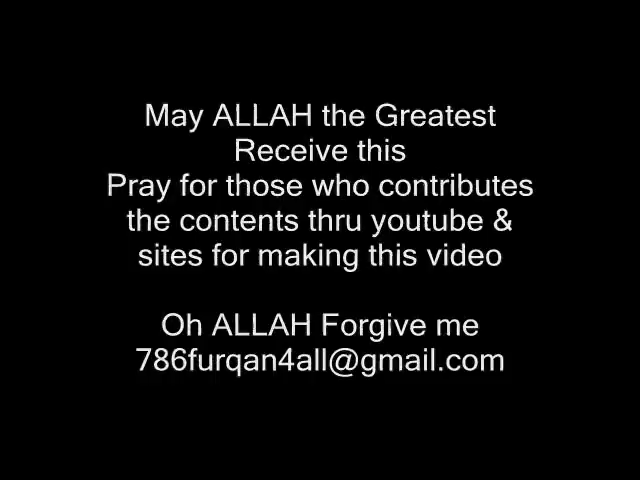 May ALLAH the Greatest
Receive this
Pray for those who contributes
the contents thru youtube &
sites for making this video
Oh ALLAH Forgive me
786furqan4all@gmail.com